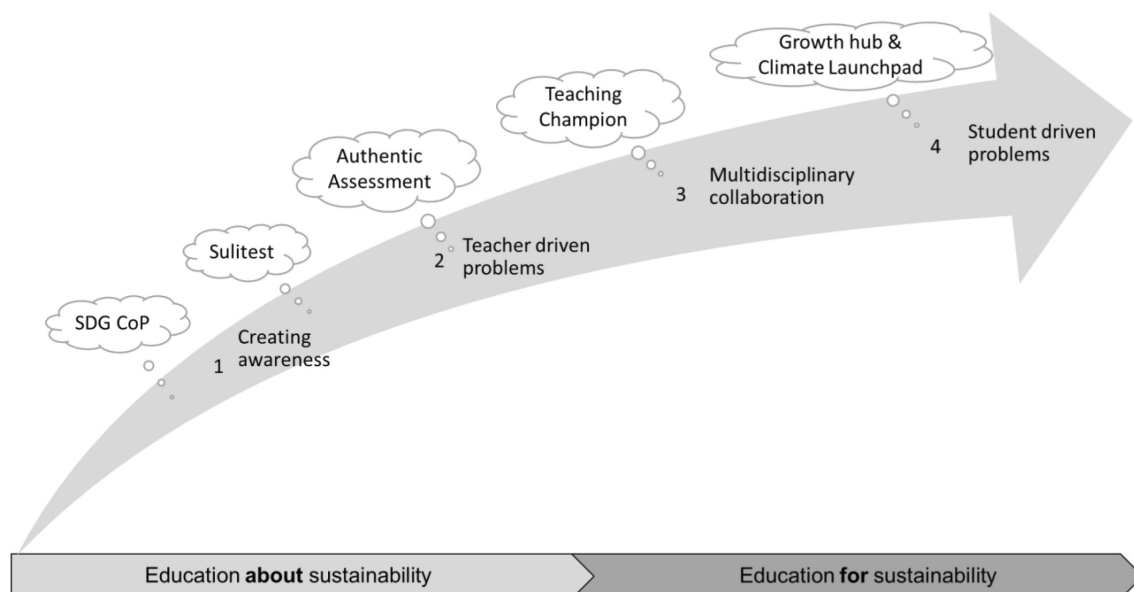 Growth hub &
Climate Launchpad
Teaching
Champion
Authentic
Assessment
Sulitest
SDG CoP
1
Creating
awareness
2
Teacher driven
problems
3
Multidisciplinary
collaboration
4
Student driven
problems
Education about sustainability
Education for sustainability